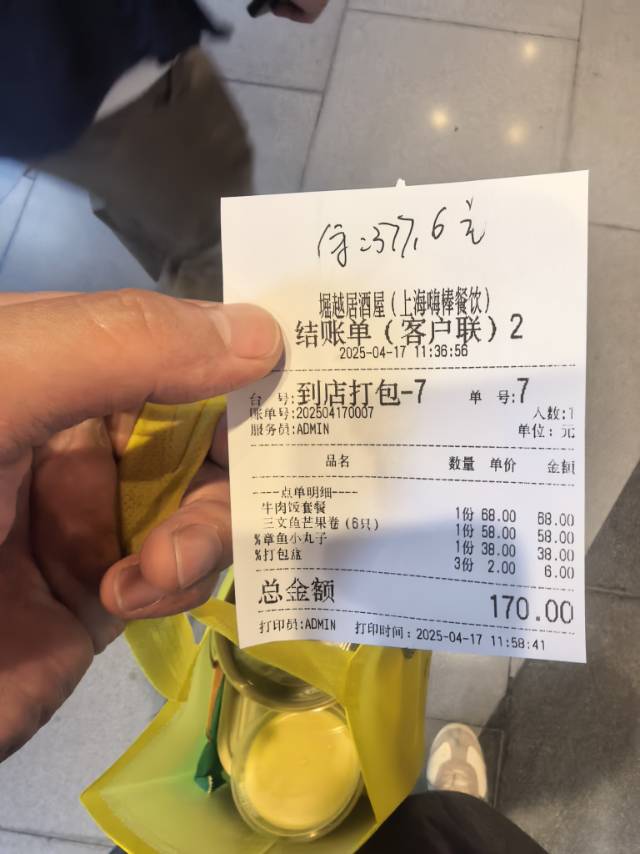 377.6元
堀越居酒屋(上海嗨棒餐饮)
结账单(客户联)2
2025-04-17 11:36:56
台 号:到店打包-7 单 号:7
账单号:202504170007 人数:1
服务员:ADMIN 单位: 元
品名 数量 单价 金额
----点单明细----
牛肉饭套餐 1份 68.00 68.00
三文鱼芒果卷(6只) 1份 58.00 58.00
%章鱼小丸子 1份 38.00 38.00
%打包盒 3份 2.00 6.00
总金额 170.00
打印员:ADMIN 打印时间: 2025-04-17 11:58:41